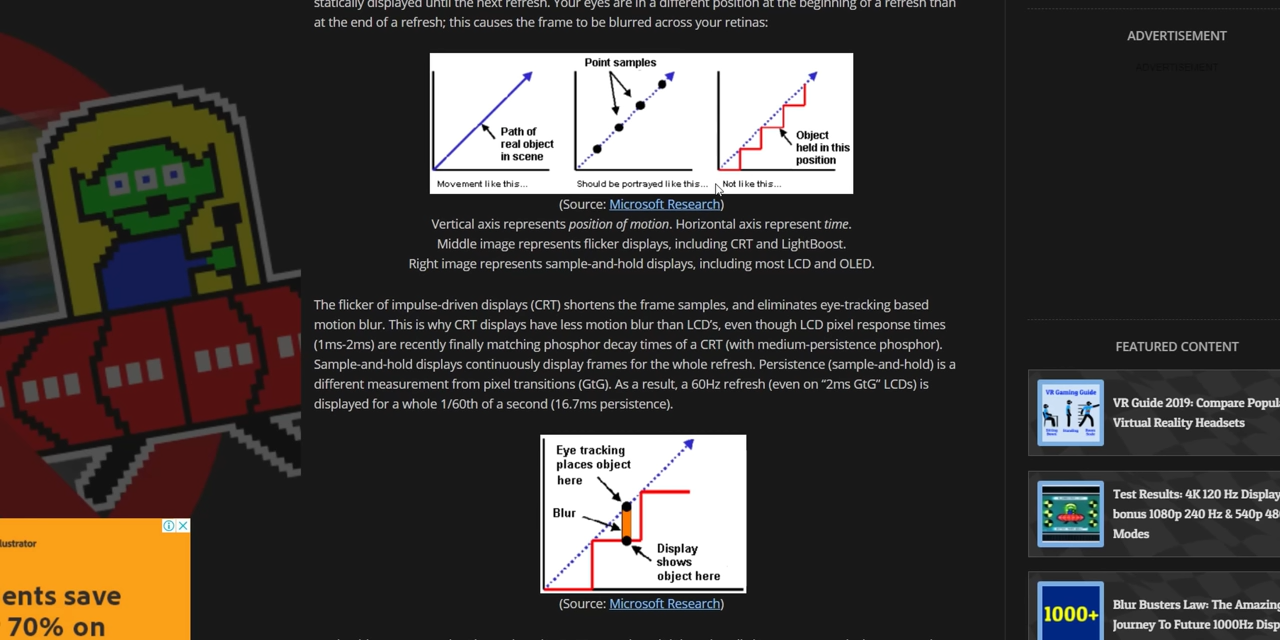 statically displayed until the next refresh. Your eyes are in a different position at the beginning of a refresh than
at the end of a refresh; this causes the frame to be blurred across your retinas:
Path of
real object
in scene
Movement like this...
Point samples
Should be portrayed like this...
Object
held in this
position
Not like this...
(Source: Microsoft Research)
Vertical axis represents position of motion. Horizontal axis represent time.
Middle image represents flicker displays, including CRT and LightBoost.
Right image represents sample-and-hold displays, including most LCD and OLED.
The flicker of impulse-driven displays (CRT) shortens the frame samples, and eliminates eye-tracking based
motion blur. This is why CRT displays have less motion blur than LCD's, even though LCD pixel response times
(1ms-2ms) are recently finally matching phosphor decay times of a CRT (with medium-persistence phosphor).
Sample-and-hold displays continuously display frames for the whole refresh. Persistence (sample-and-hold) is a
different measurement from pixel transitions (GtG). As a result, a 60Hz refresh (even on "2ms GtG" LCDs) is
displayed for a whole 1/60th of a second (16.7ms persistence).
Eye tracking
places object
here
Blur
Display
shows
object here
(Source: Microsoft Research)
ADVERTISEMENT
ADVERTISEMENT
FEATURED CONTENT
VR Gaming Guide
VR Guide 2019: Compare Popul
Virtual Reality Headsets
Test Results: 4K 120 Hz Display
bonus 1080p 240 Hz & 540p 48
Modes
1000+
Blur Busters Law: The Amazing
Journey To Future 1000Hz Disp
lustrator
ents save
70% on